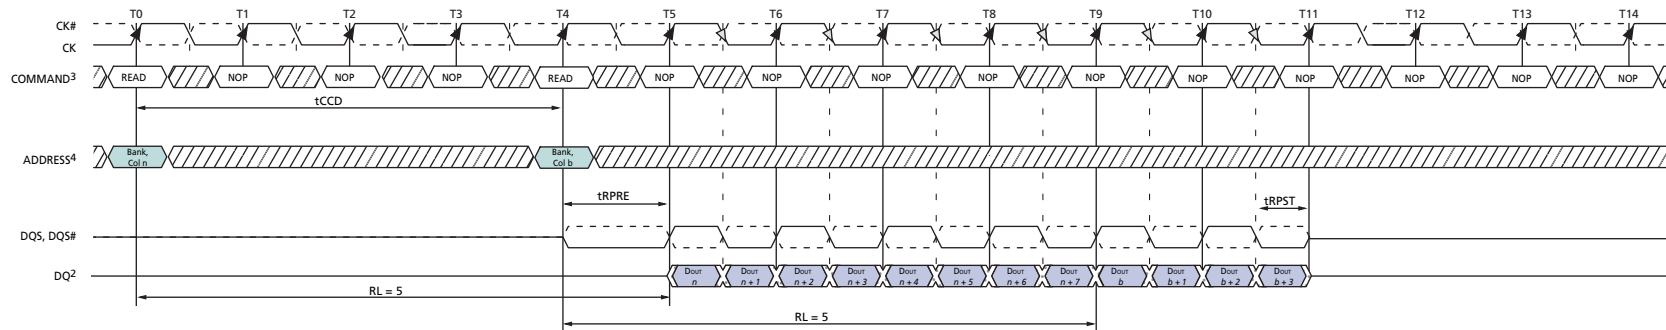 T0 T1 T2 T3 T4 T5 T6 T7 T8 T9 T10 T11 T12 T13 T14
CK#
CK
COMMAND3 READ NOP NOP NOP READ NOP NOP NOP NOP NOP NOP NOP NOP NOP NOP
tCCD
ADDRESS4 Bank, Col n Bank, Col b
tRPRE tRPST
DQS, DQS#
DQ2 DOUT n DOUT n + 1 DOUT n + 2 DOUT n + 3 DOUT n + 4 DOUT n + 5 DOUT n + 6 DOUT n + 7 DOUT b DOUT b + 1 DOUT b + 2 DOUT b + 3
RL = 5
RL = 5